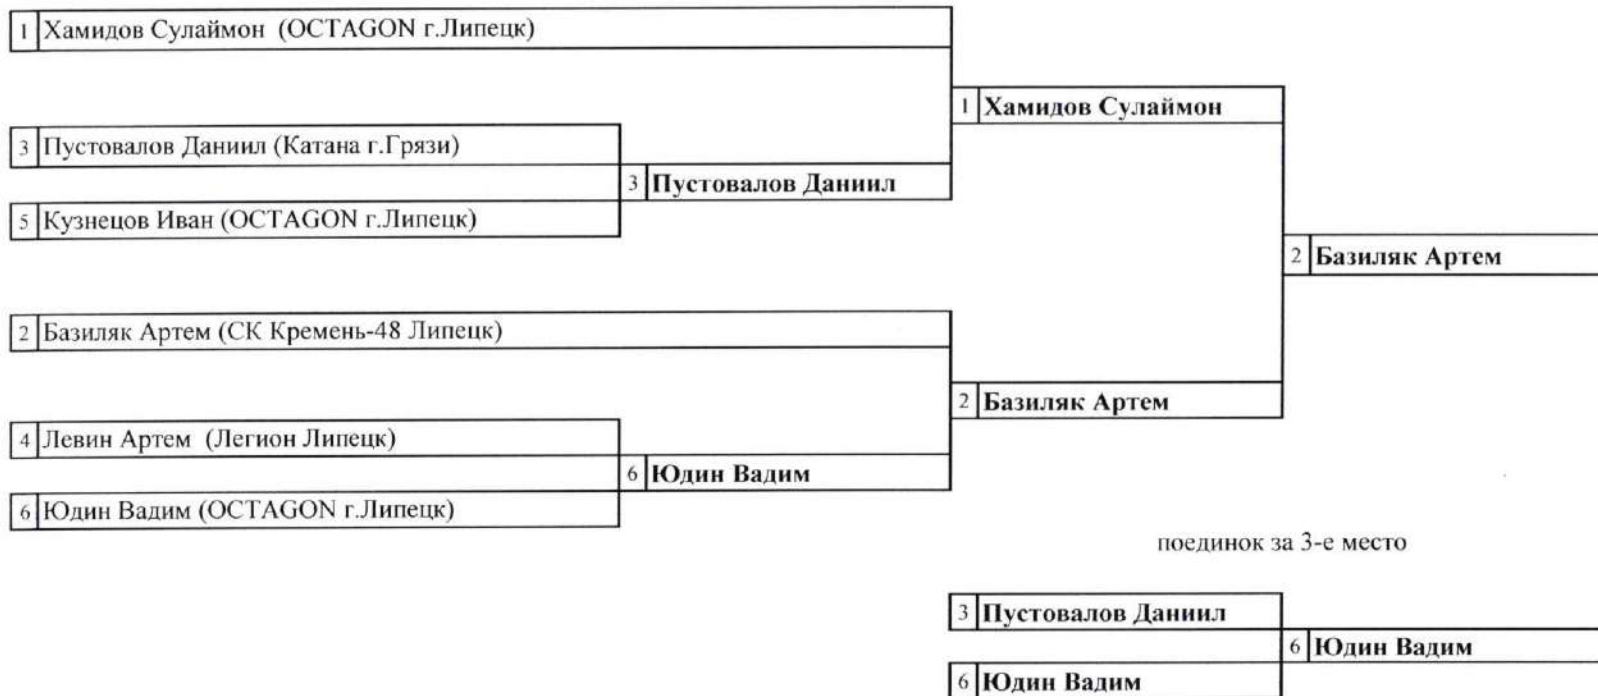 1 Хамидов Сулаймон (OCTAGON г.Липецк)
1 Хамидов Сулаймон
3 Пустовалов Даниил (Катана г.Грязи)
3 Пустовалов Даниил
5 Кузнецов Иван (OCTAGON г.Липецк)
2 Базиляк Артем
2 Базиляк Артем (СК Кремень-48 Липецк)
2 Базиляк Артем
4 Левин Артем (Легион Липецк)
6 Юдин Вадим
6 Юдин Вадим (OCTAGON г.Липецк)
поединок за 3-е место
3 Пустовалов Даниил
6 Юдин Вадим
6 Юдин Вадим